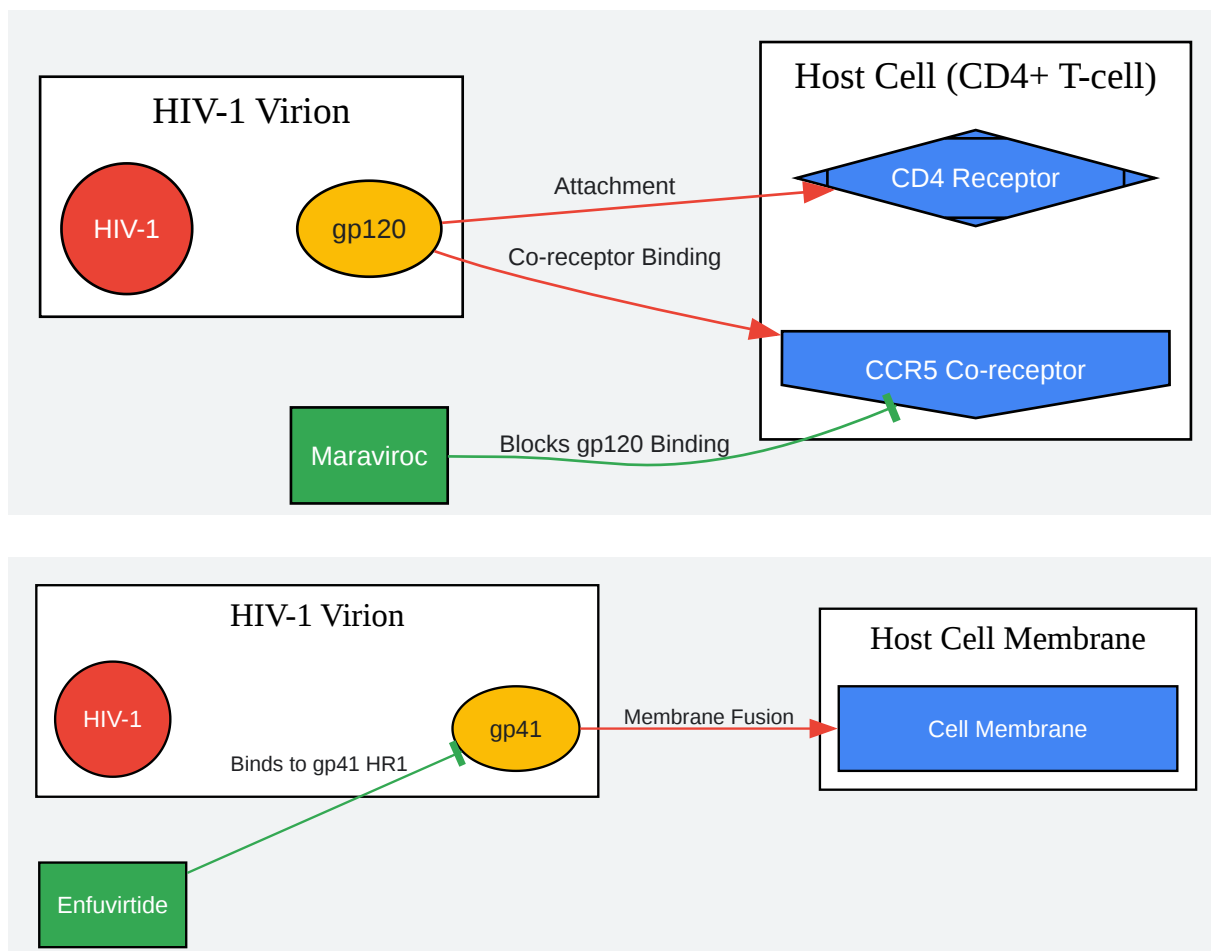 HIV-1 Virion
Host Cell (CD4+ T-cell)
HIV-1
gp120
Attachment
CD4 Receptor
Co-receptor Binding
CCR5 Co-receptor
Maraviroc
Blocks gp120 Binding
HIV-1 Virion
Host Cell Membrane
HIV-1
gp41
Membrane Fusion
Cell Membrane
Binds to gp41 HR1
Enfuvirtide